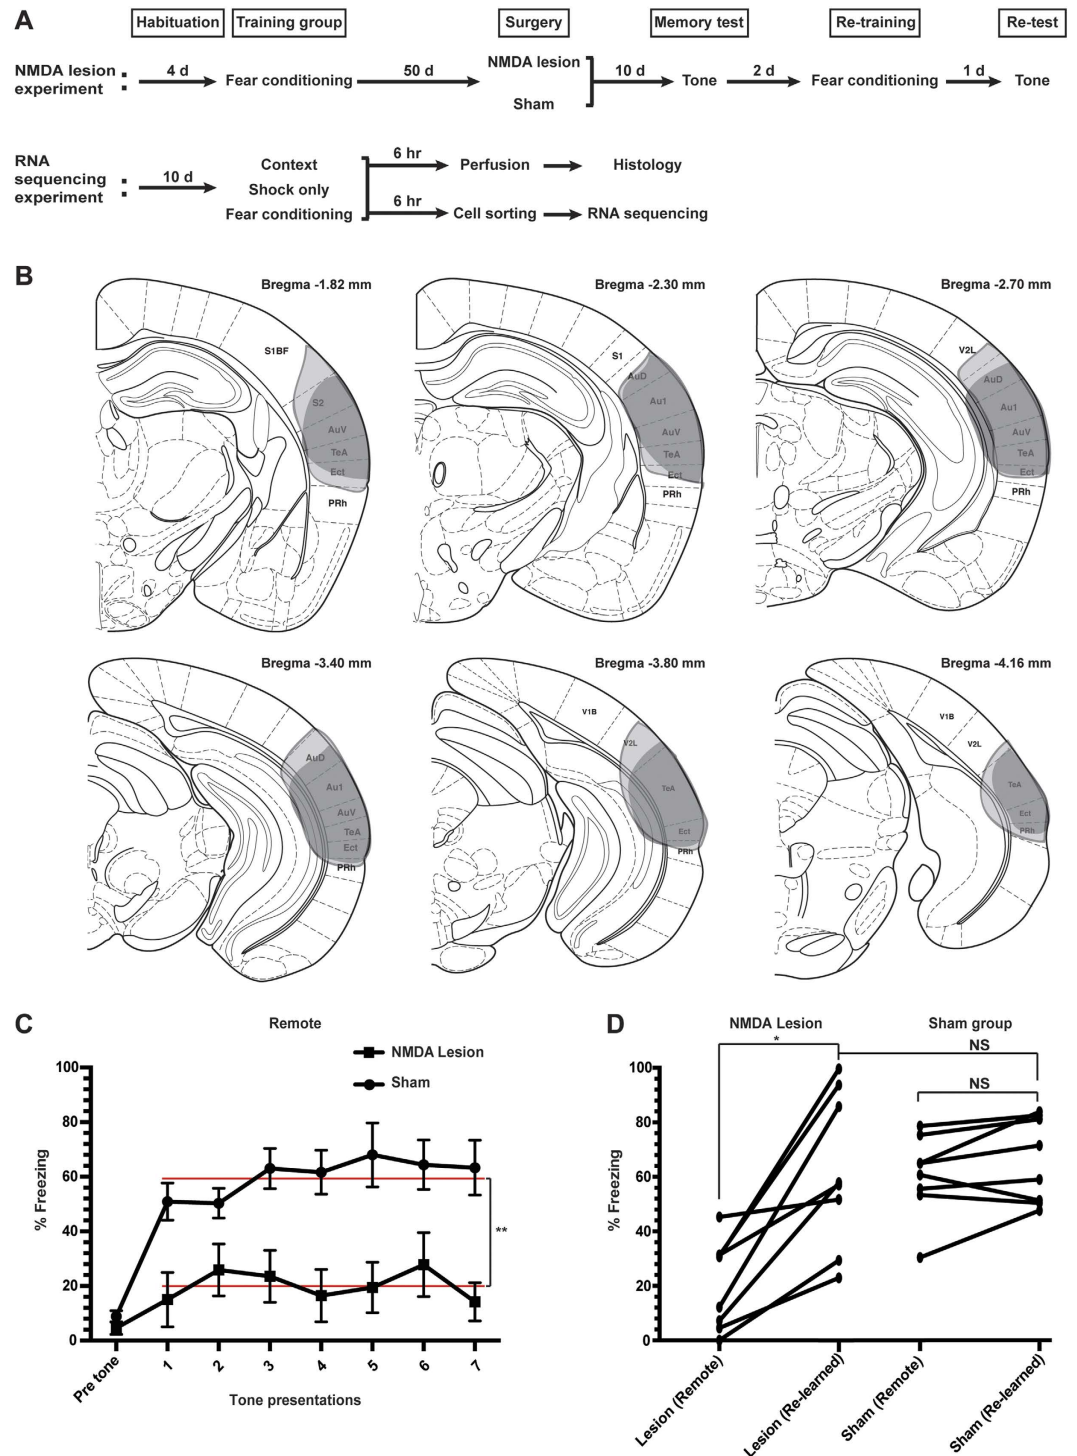 A
Habituation Training group Surgery Memory test Re-training Re-test
NMDA lesion
experiment : 4 d Fear conditioning 50 d NMDA lesion
Sham
10 d Tone 2 d Fear conditioning 1 d Tone
RNA
sequencing
experiment : 10 d
Context
Shock only
Fear conditioning
6 hr Perfusion Histology
6 hr Cell sorting RNA sequencing
B
Bregma -1.82 mm
S1BF
S2
AuV
TeA
Ect
PRh
Bregma -2.30 mm
S1
AuD
Au1
AuV
TeA
Ect
PRh
Bregma -2.70 mm
V2L
AuD
Au1
AuV
TeA
Ect
PRh
Bregma -3.40 mm
AuD
Au1
AuV
TeA
Ect
PRh
Bregma -3.80 mm
V1B
V2L
TeA
Ect
PRh
Bregma -4.16 mm
V1B
V2L
TeA
Ect
PRh
C
Remote
NMDA Lesion
Sham
% Freezing
100
80
60
40
20
0
**
Pre tone 1 2 3 4 5 6 7
Tone presentations
D
NMDA Lesion Sham group
* NS
NS
% Freezing
100
80
60
40
20
0
Lesion (Remote) Lesion (Re-learned) Sham (Remote) Sham (Re-learned)